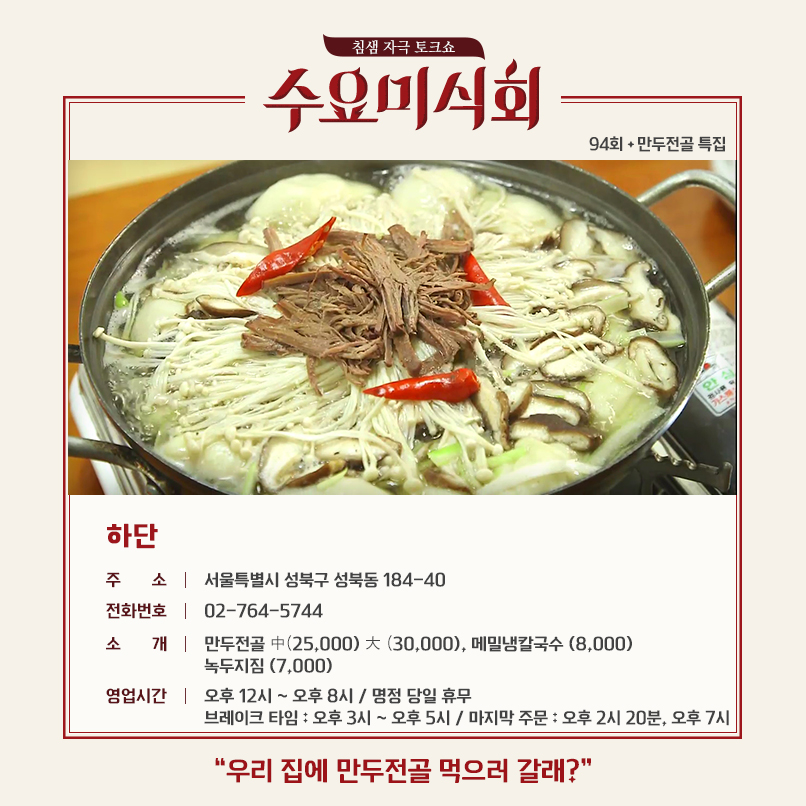 침샘 자극 토크쇼
수요미식회
94회 + 만두전골 특집
하단
주 소 | 서울특별시 성북구 성북동 184-40
전화번호 | 02-764-5744
소 개 | 만두전골 中(25,000) 大 (30,000), 메밀냉칼국수 (8,000)
녹두지짐 (7,000)
영업시간 | 오후 12시 ~ 오후 8시 / 명정 당일 휴무
브레이크 타임 : 오후 3시 ~ 오후 5시 / 마지막 주문 : 오후 2시 20분, 오후 7시
“우리 집에 만두전골 먹으러 갈래?”